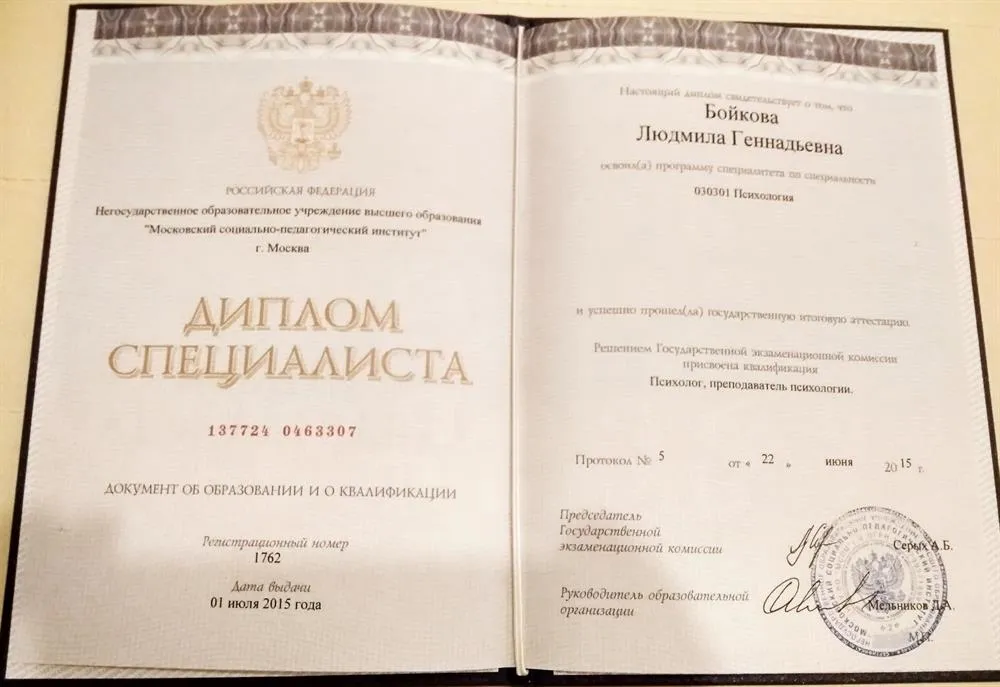 РОССИЙСКАЯ ФЕДЕРАЦИЯ
Негосударственное образовательное учреждение высшего образования
"Московский социально-педагогический институт"
г. Москва
ДИПЛОМ
СПЕЦИАЛИСТА
137724 0463307
ДОКУМЕНТ ОБ ОБРАЗОВАНИИ И О КВАЛИФИКАЦИИ
Регистрационный номер
1762
Дата выдачи
01 июля 2015 года
Настоящий диплом свидетельствует о том, что
Бойкова
Людмила Геннадьевна
освоил(а) программу специалитета по специальности
030301 Психология
и успешно прошел(ла) государственную итоговую аттестацию.
Решением Государственной экзаменационной комиссии
присвоена квалификация
Психолог, преподаватель психологии.
Протокол № 5 от « 22 » июня 2015 г.
Председатель
Государственной
экзаменационной комиссии
Серых А.Б.
Руководитель образовательной
организации
Мельников Д.А.
М.П.